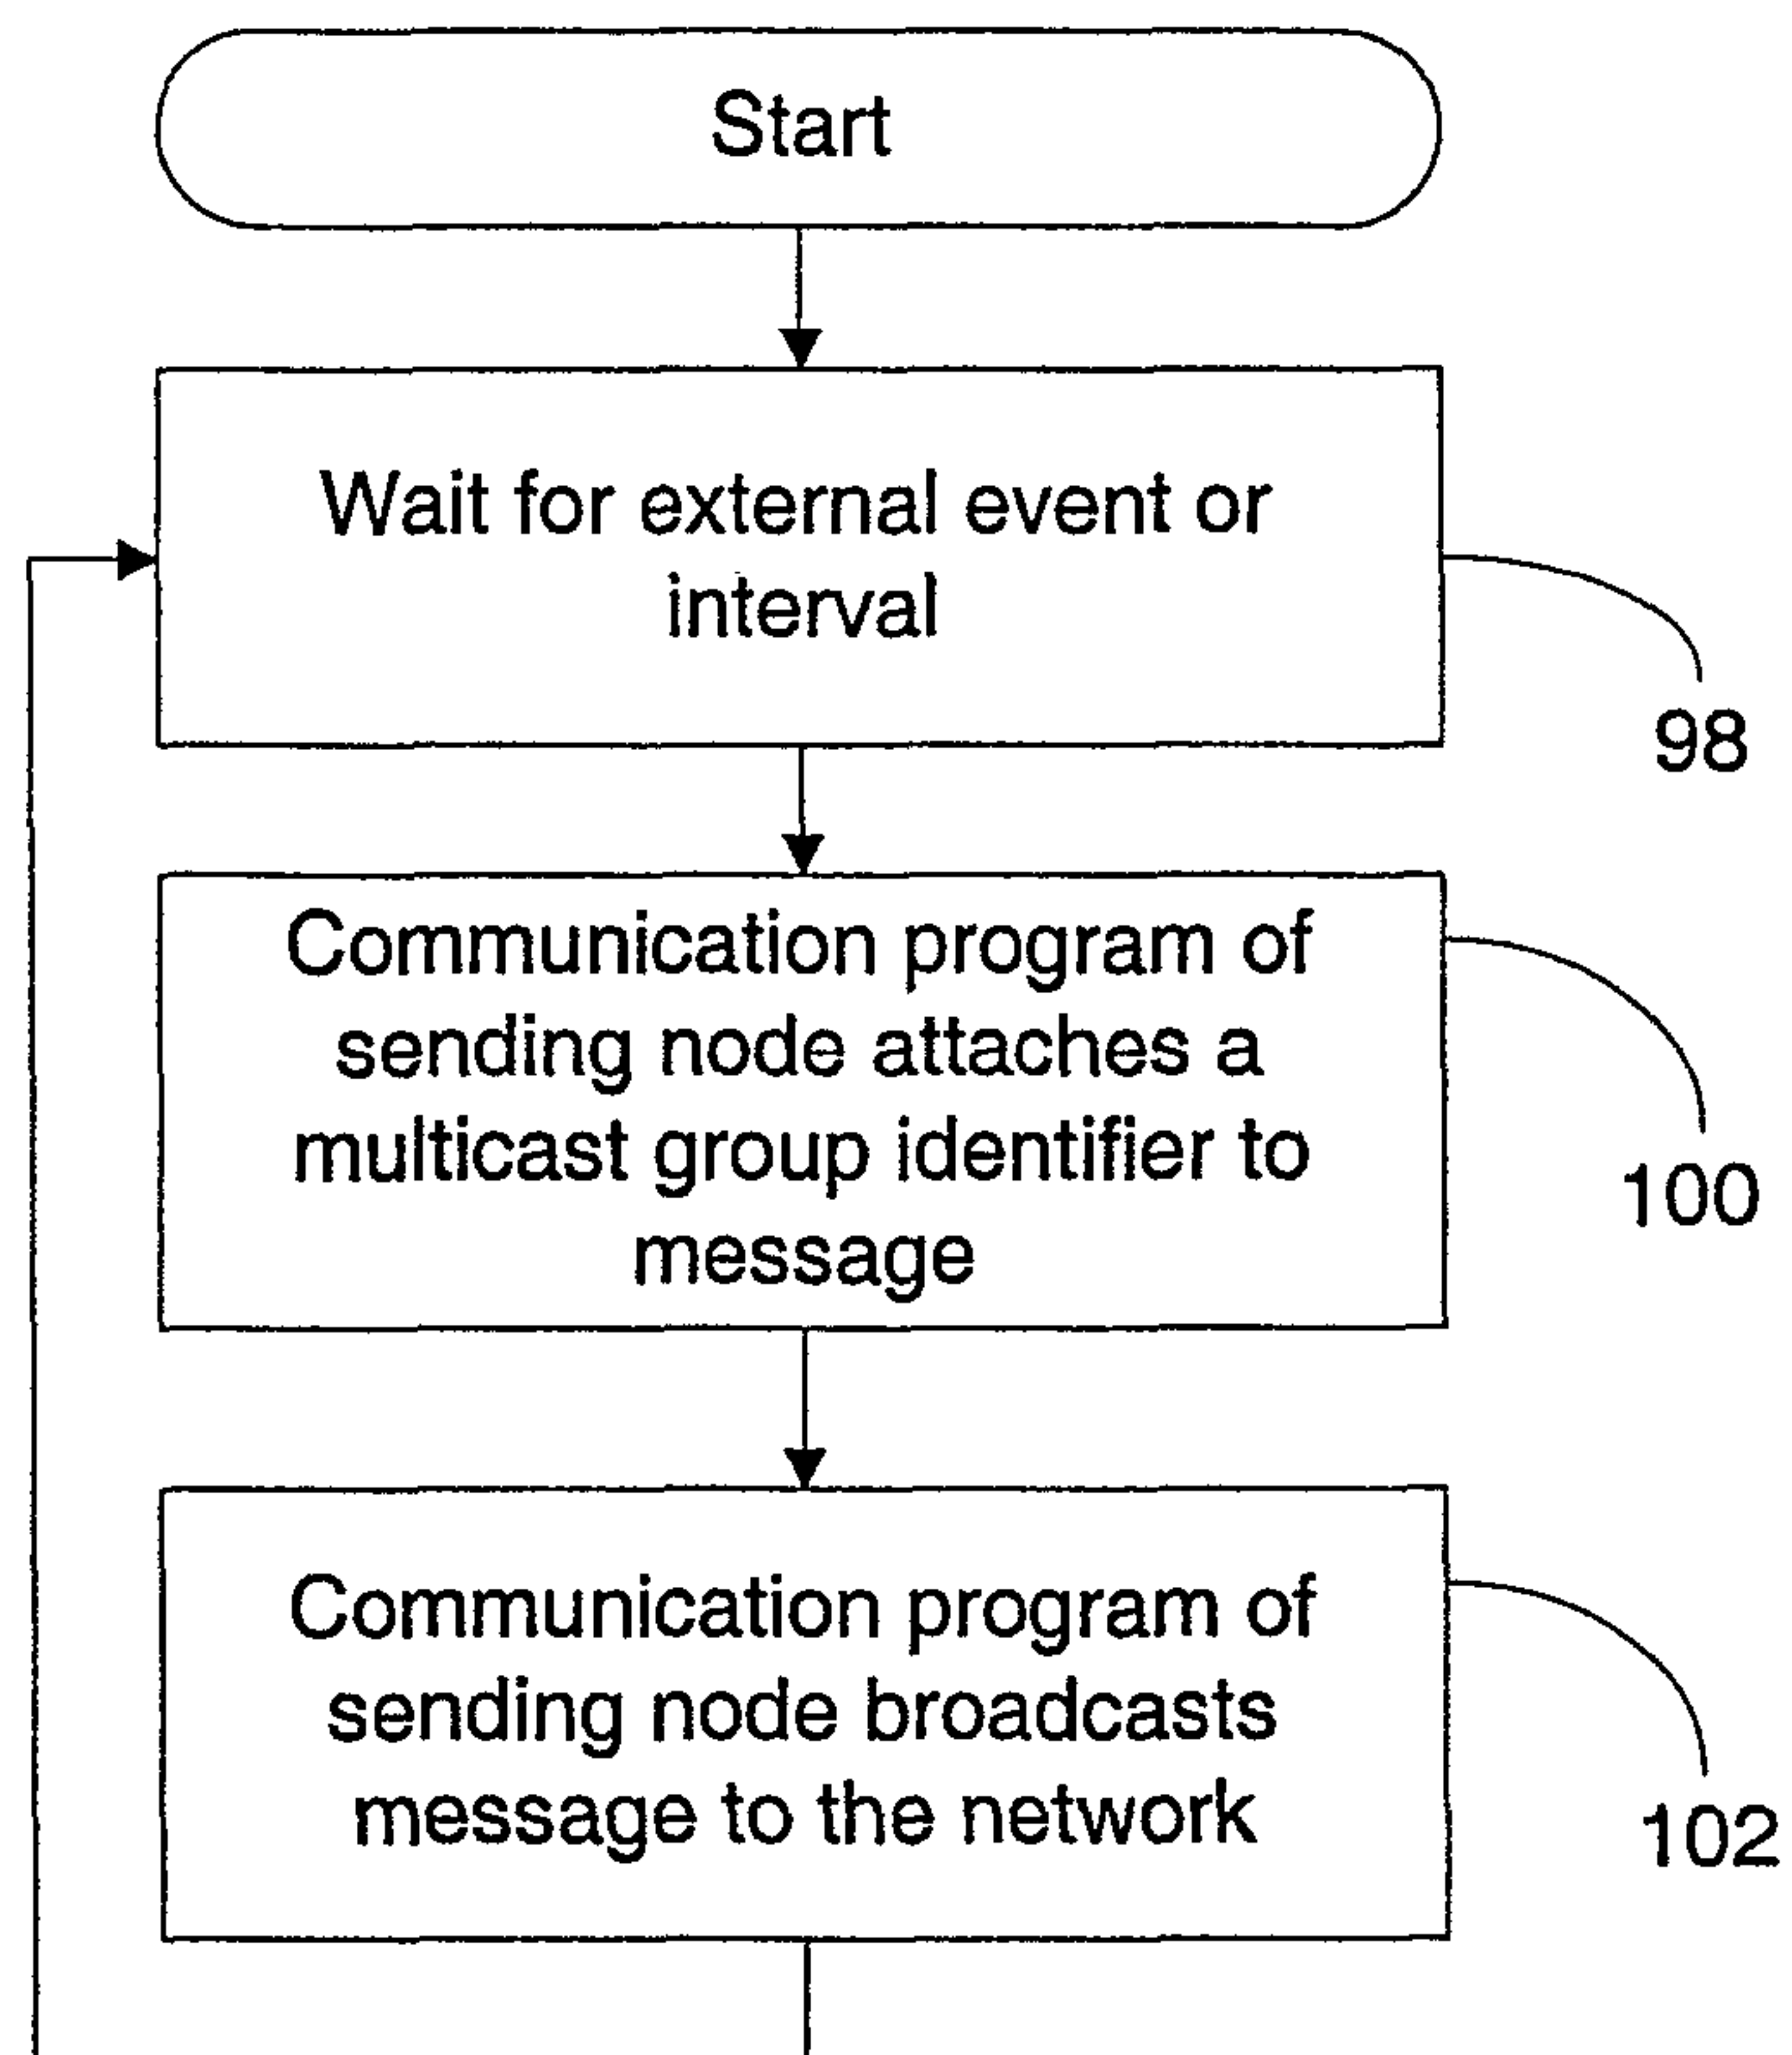 Start
Wait for external event or
interval
98
Communication program of
sending node attaches a
multicast group identifier to
message
100
Communication program of
sending node broadcasts
message to the network
102